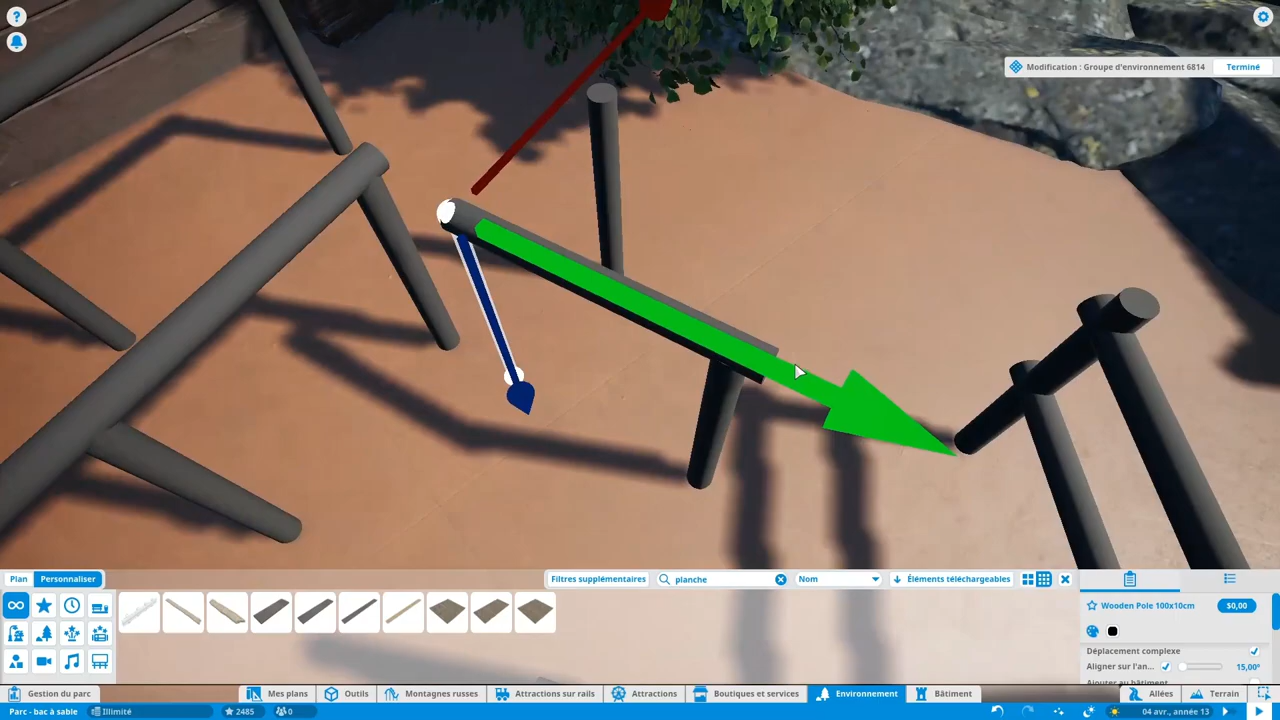 Modification : Groupe d'environnement 6814
Terminé
Plan
Personnaliser
Filtres supplémentaires
planche
Nom
Éléments téléchargeables
Wooden Pole 100x10cm
$0,00
Déplacement complexe
Aligner sur l'an...
15,00°
Gestion du parc
Mes plans
Outils
Montagnes russes
Attractions sur rails
Attractions
Boutiques et services
Environnement
Bâtiment
Allées
Terrain
Parc - bac à sable
Illimité
2485
0
04 avr., année 13